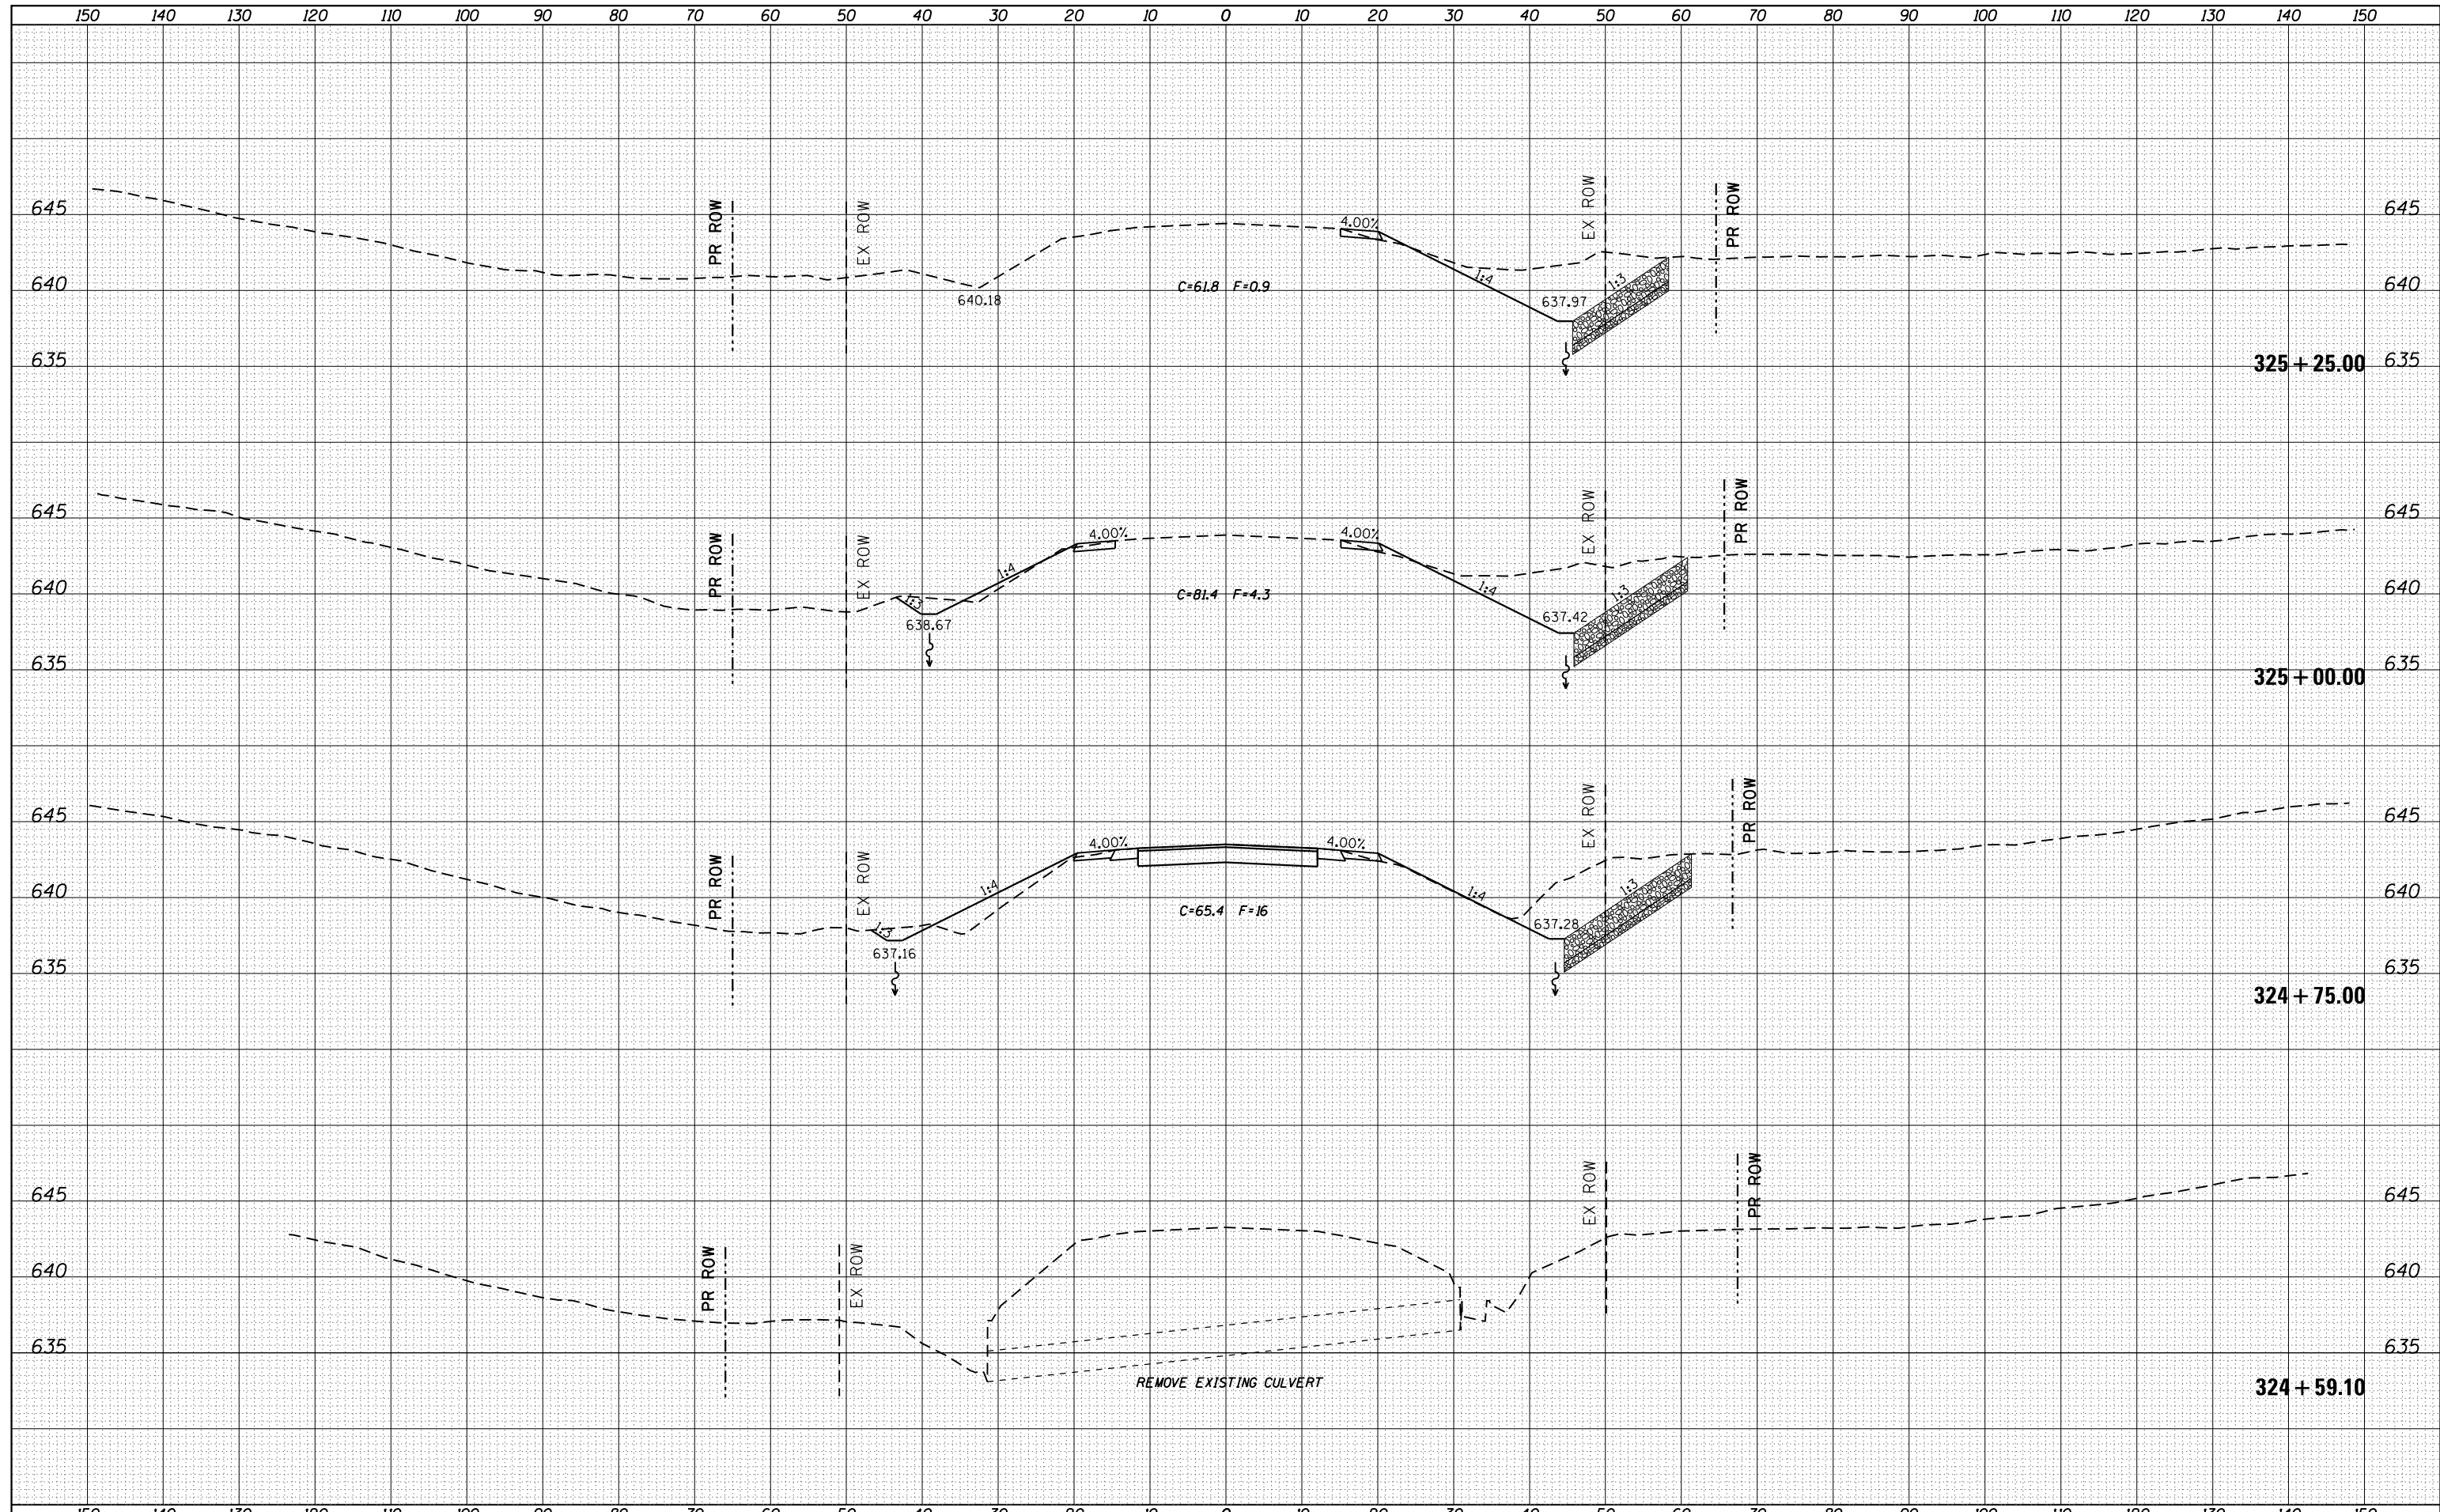 150 140 130 120 110 100 90 80 70 60 50 40 30 20 10 0 10 20 30 40 50 60 70 80 90 100 110 120 130 140 150
PR ROW EX ROW EX ROW PR ROW
645 4.00% 645
640 640.18 C=61.8 F=0.9 1:4 637.97 1:3 640
635 325+25.00 635
PR ROW EX ROW EX ROW PR ROW
645 4.00% 4.00% 645
640 1:3 638.67 1:4 C=81.4 F=4.3 1:4 637.42 1:3 640
635 325+00.00 635
PR ROW EX ROW EX ROW PR ROW
645 4.00% 4.00% 645
640 1:3 637.16 1:4 C=65.4 F=16 1:4 637.28 1:3 640
635 635
324+75.00
PR ROW EX ROW EX ROW PR ROW
645 645
640 640
635 635
REMOVE EXISTING CULVERT
324+59.10
150 140 130 120 110 100 90 80 70 60 50 40 30 20 10 0 10 20 30 40 50 60 70 80 90 100 110 120 130 140 150